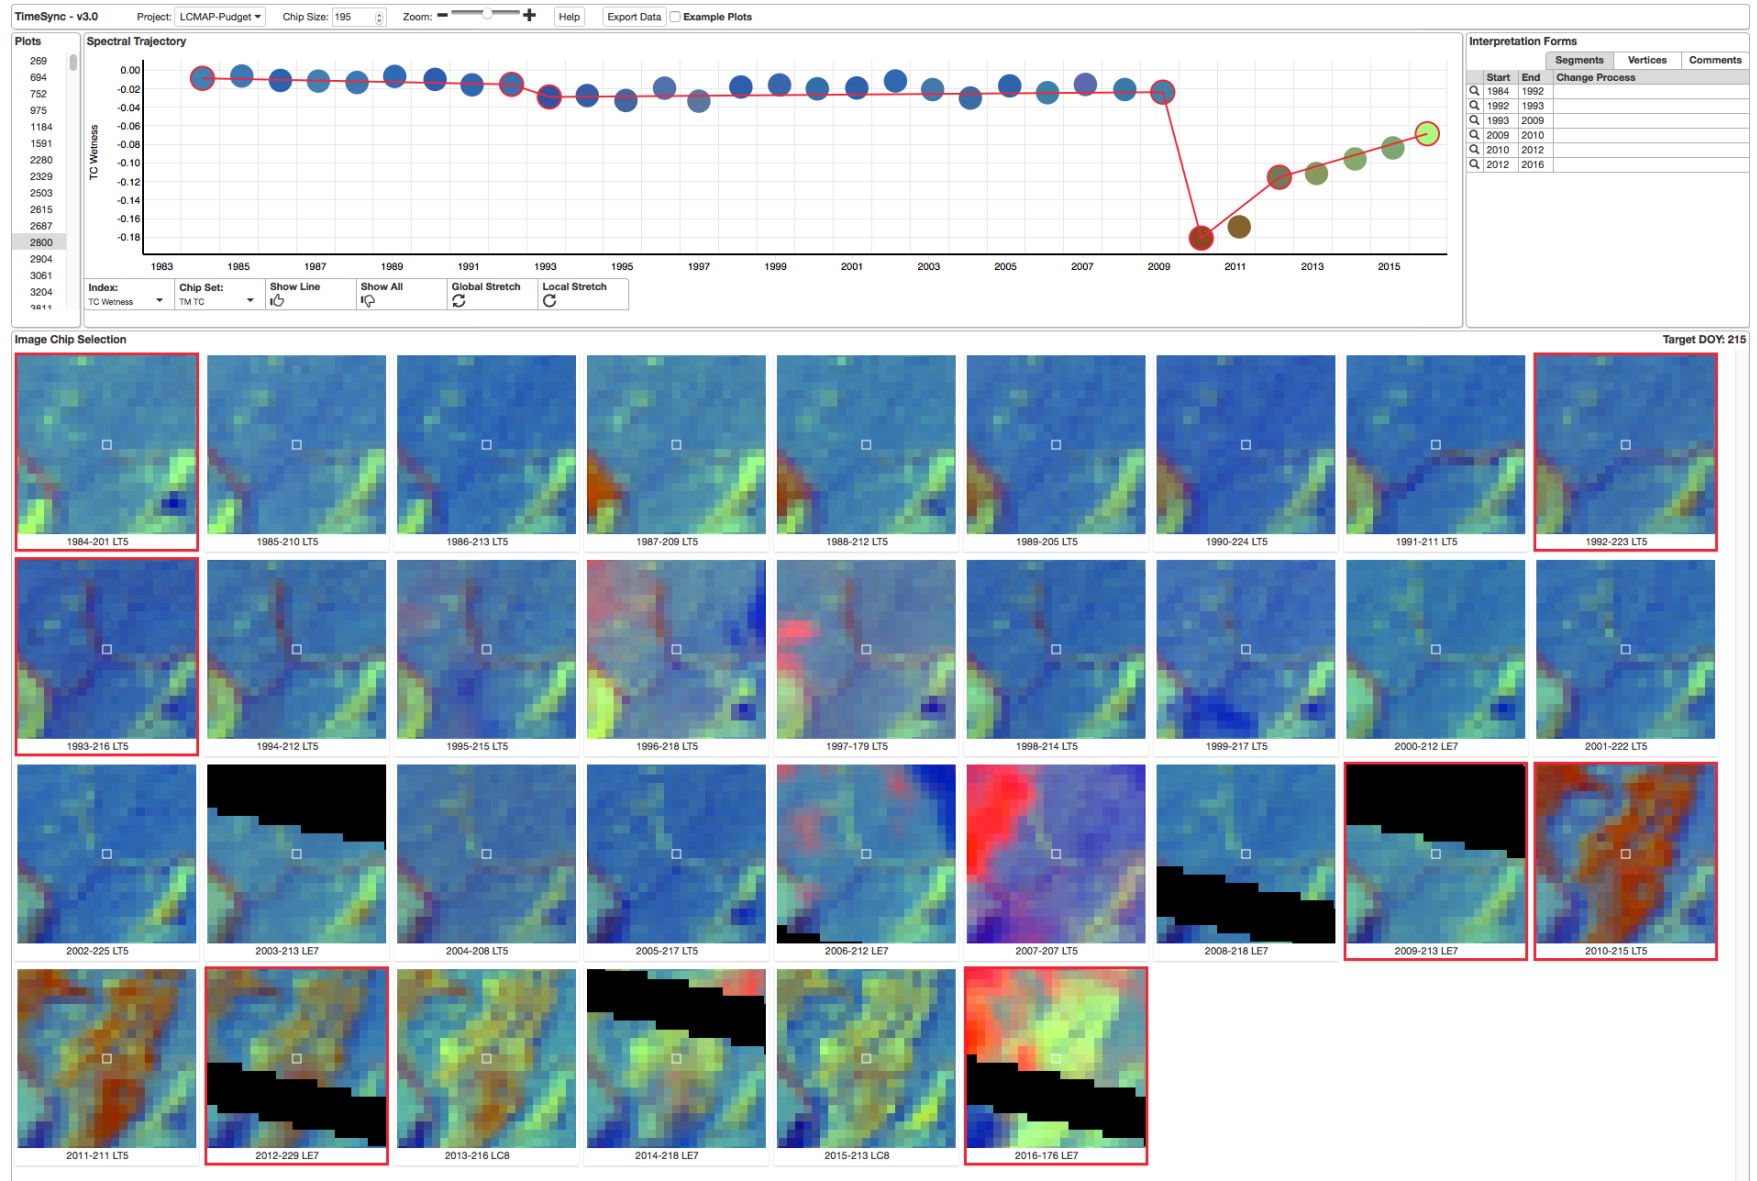 TimeSync - v3.0 Project: LCMAP-Pudget Chip Size: 195 Zoom: Help Export Data Example Plots
Plots
269
694
752
975
1184
1591
2280
2329
2503
2615
2687
2800
2904
3061
3204
3811
Spectral Trajectory
TC Wetness
0.00
-0.02
-0.04
-0.06
-0.08
-0.10
-0.12
-0.14
-0.16
-0.18
1983 1985 1987 1989 1991 1993 1995 1997 1999 2001 2003 2005 2007 2009 2011 2013 2015
Index: Chip Set: Show Line Show All Global Stretch Local Stretch
TC Wetness TM TC
Interpretation Forms
Segments Vertices Comments
Start End Change Process
1984 1992
1992 1993
1993 2009
2009 2010
2010 2012
2012 2016
Image Chip Selection Target DOY: 215
1984-201 LT5 1985-210 LT5 1986-213 LT5 1987-209 LT5 1988-212 LT5 1989-205 LT5 1990-224 LT5 1991-211 LT5 1992-223 LT5
1993-216 LT5 1994-212 LT5 1995-215 LT5 1996-218 LT5 1997-179 LT5 1998-214 LT5 1999-217 LT5 2000-212 LE7 2001-222 LT5
2002-225 LT5 2003-213 LE7 2004-208 LT5 2005-217 LT5 2006-212 LE7 2007-207 LT5 2008-218 LE7 2009-213 LE7 2010-215 LT5
2011-211 LT5 2012-229 LE7 2013-216 LC8 2014-218 LE7 2015-213 LC8 2016-176 LE7